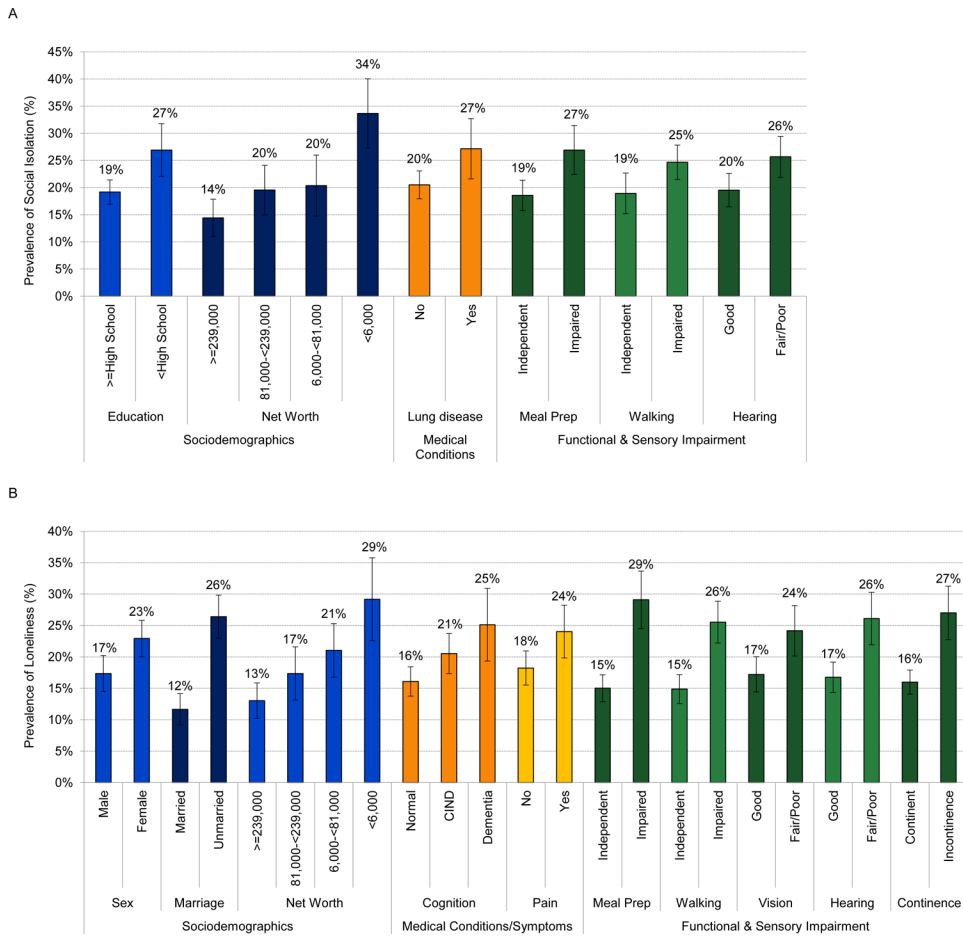 A
45%
40%
35%
30%
25%
20%
15%
10%
5%
0%
Prevalence of Social Isolation (%)
19%
27%
14%
20%
20%
34%
20%
27%
19%
27%
19%
25%
20%
26%
>=High School
<High School
>=239,000
81,000-<239,000
6,000-<81,000
<6,000
No
Yes
Independent
Impaired
Independent
Impaired
Good
Fair/Poor
Education
Net Worth
Lung disease
Meal Prep
Walking
Hearing
Sociodemographics
Medical
Conditions
Functional & Sensory Impairment
B
40%
35%
30%
25%
20%
15%
10%
5%
0%
Prevalence of Loneliness (%)
17%
23%
12%
26%
13%
17%
21%
29%
16%
21%
25%
18%
24%
15%
29%
15%
26%
17%
24%
17%
26%
16%
27%
Male
Female
Married
Unmarried
>=239,000
81,000-<239,000
6,000-<81,000
<6,000
Normal
CIND
Dementia
No
Yes
Independent
Impaired
Independent
Impaired
Good
Fair/Poor
Good
Fair/Poor
Continent
Incontinence
Sex
Marriage
Net Worth
Cognition
Pain
Meal Prep
Walking
Vision
Hearing
Continence
Sociodemographics
Medical Conditions/Symptoms
Functional & Sensory Impairment